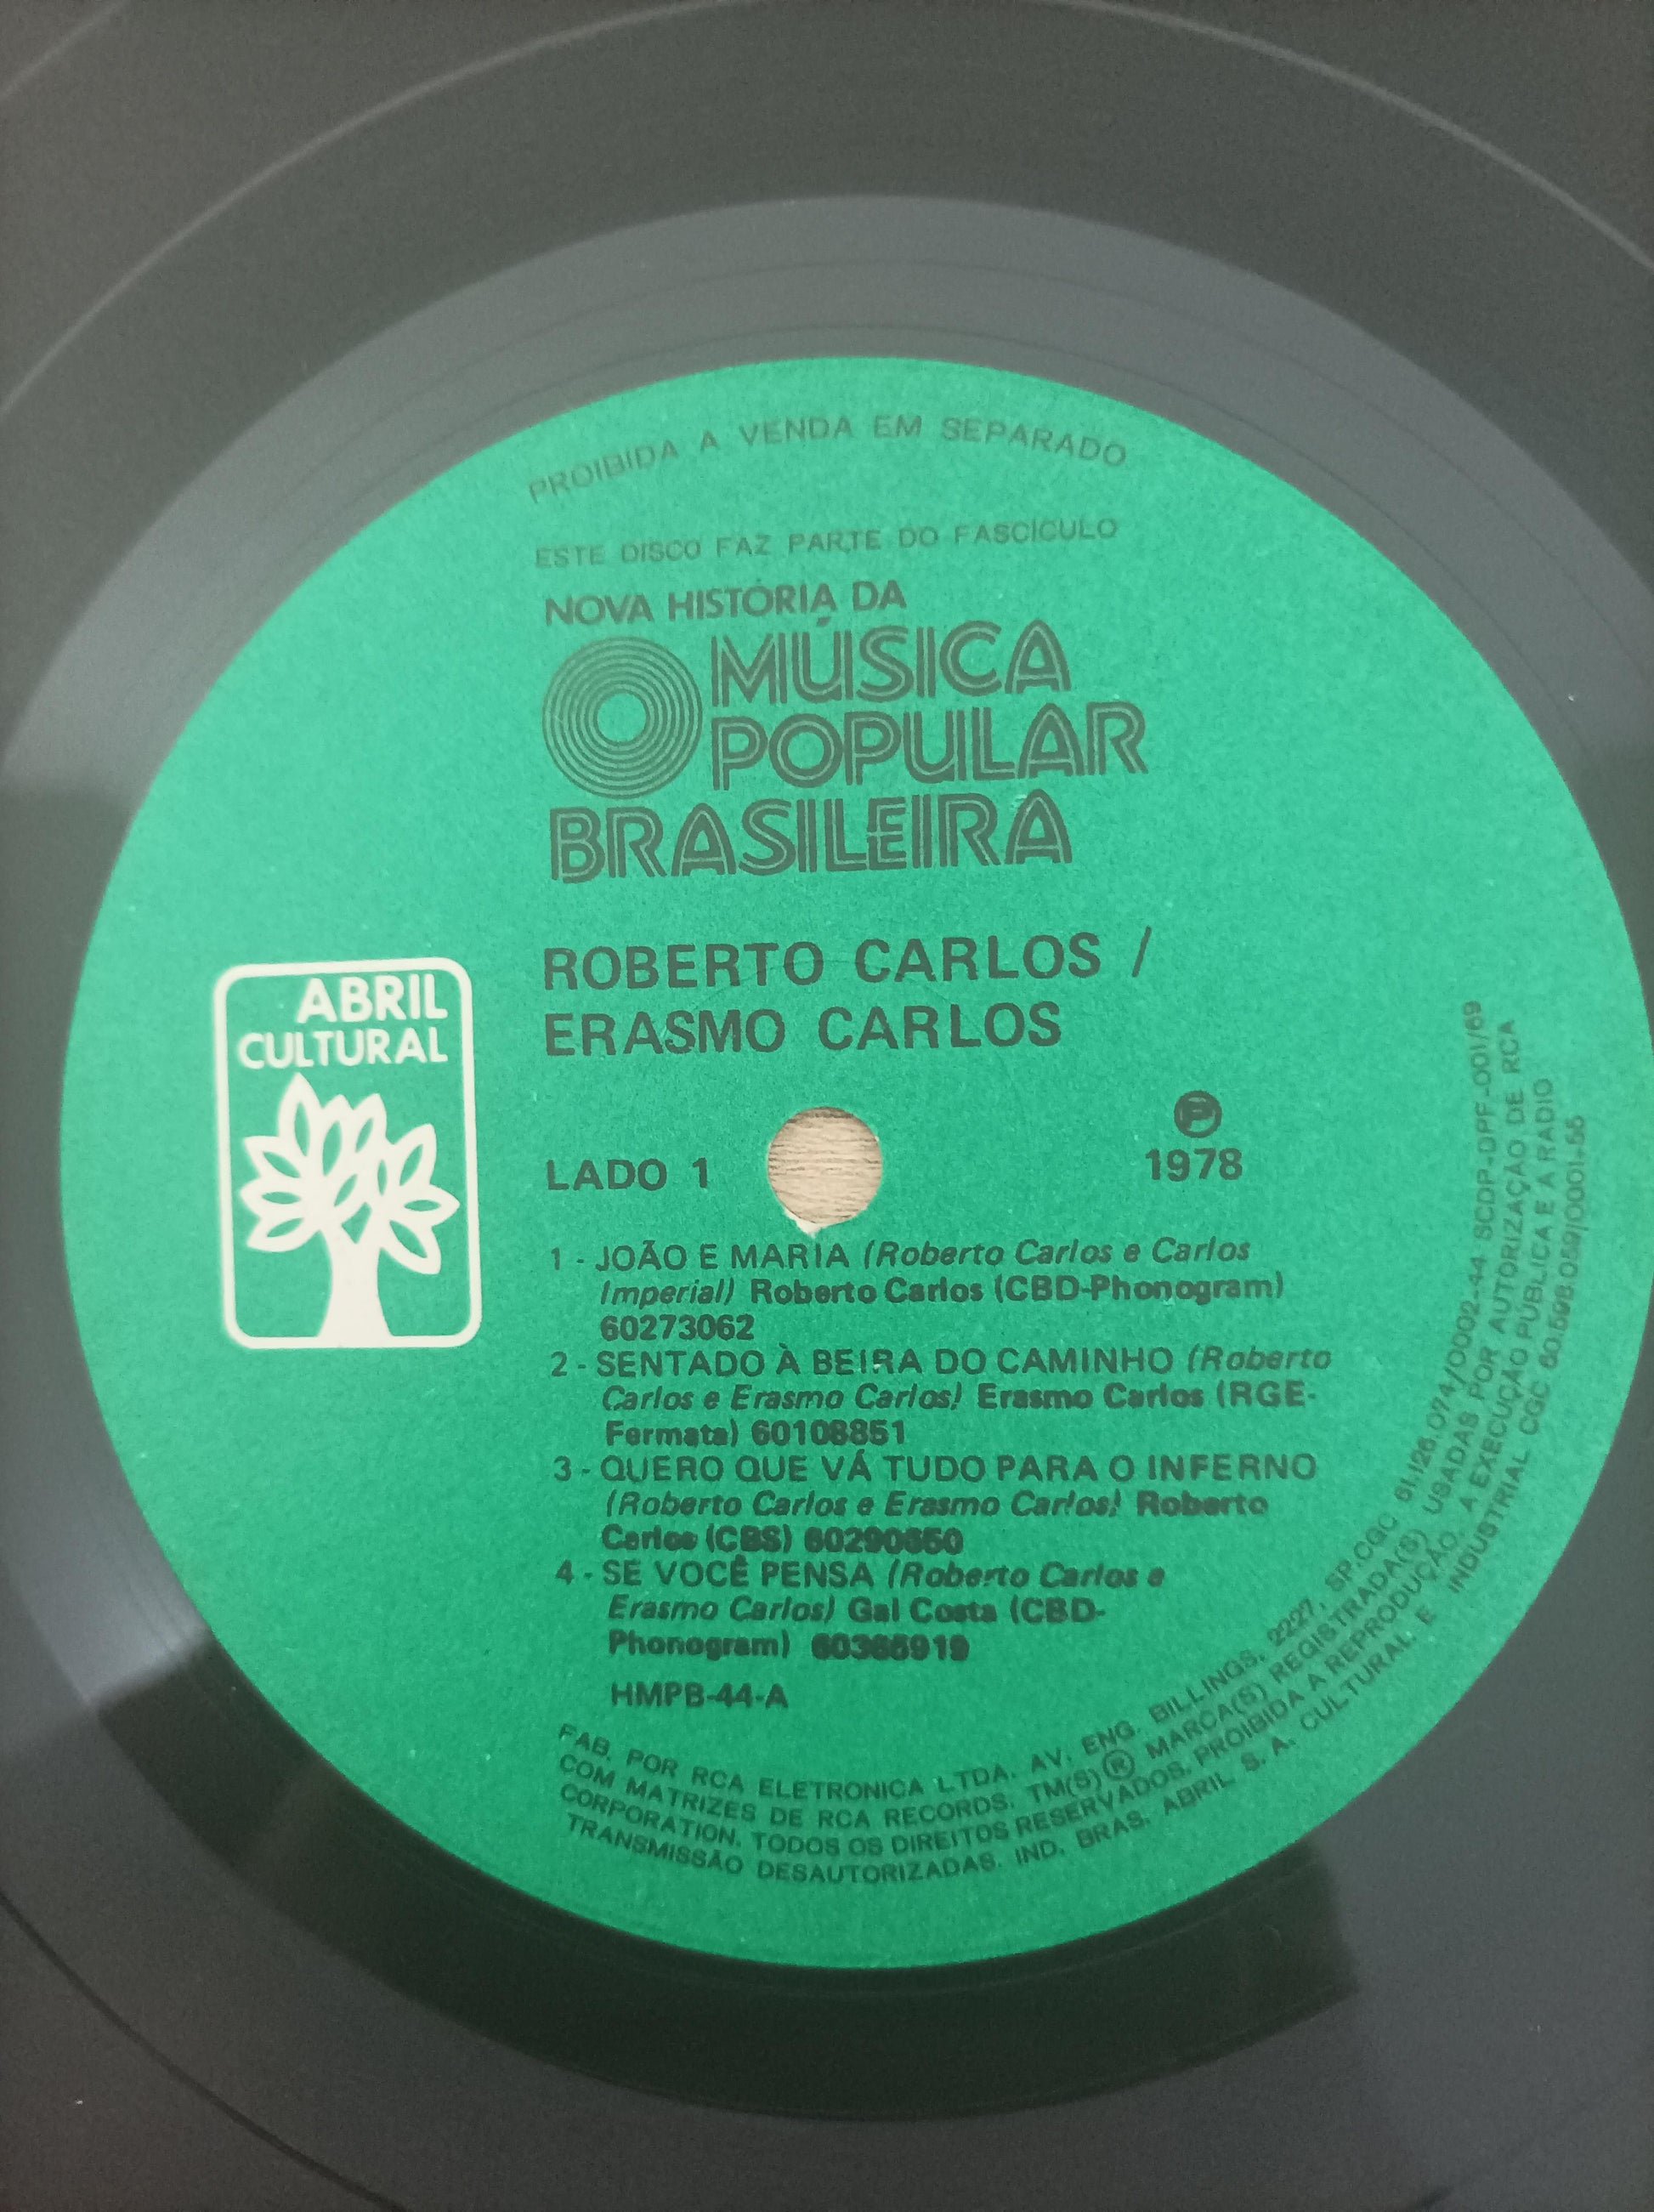 PROIBIDA A VENDA EM SEPARADO
ESTE DISCO FAZ PARTE DO FASCÍCULO
NOVA HISTÓRIA DA
MÚSICA
POPULAR
BRASILEIRA
ROBERTO CARLOS /
ERASMO CARLOS
ABRIL
CULTURAL
LADO 1
Ⓟ
1978
1 - JOÃO E MARIA (Roberto Carlos e Carlos
Imperial) Roberto Carlos (CBD-Phonogram)
60273062
2 - SENTADO À BEIRA DO CAMINHO (Roberto
Carlos e Erasmo Carlos) Erasmo Carlos (RGE-
Fermata) 60108851
3 - QUERO QUE VÁ TUDO PARA O INFERNO
(Roberto Carlos e Erasmo Carlos) Roberto
Carlos (CBS)
4 - SE VOCÊ PENSA (Roberto Carlos e
Erasmo Carlos) Gal Costa (CBD-
Phonogram)
HMPB-44-A
FAB. POR RCA ELETRONICA LTDA. AV. ENG. BILLINGS, 2227, SP.CGC 61.126.074/0002-44 SCDP-DPF-001/69
COM MATRIZES DE RCA RECORDS. TM(S) ® MARCA(S) REGISTRADA(S) USADAS POR AUTORIZAÇÃO DE RCA
CORPORATION. TODOS OS DIREITOS RESERVADOS. PROIBIDA A REPRODUÇÃO, A EXECUÇÃO PÚBLICA E A RADIO
TRANSMISSÃO DESAUTORIZADAS. IND. BRAS. ABRIL S. A. CULTURAL E INDUSTRIAL CGC 60.598.059/0001-55